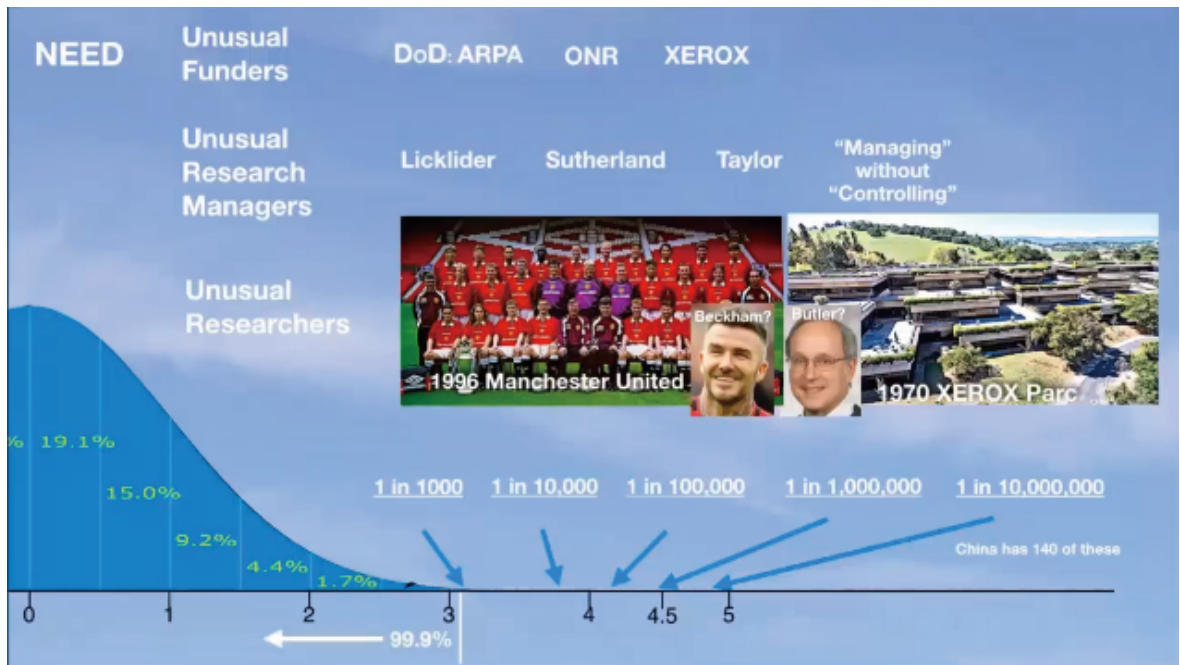 NEED
Unusual
Funders
DoD: ARPA
ONR
XEROX
Unusual
Research
Managers
Licklider
Sutherland
Taylor
“Managing”
without
“Controlling”
Unusual
Researchers
Beckham?
Butler?
1996 Manchester United
1970 XEROX Parc
19.1%
15.0%
9.2%
4.4%
1.7%
1 in 1000
1 in 10,000
1 in 100,000
1 in 1,000,000
1 in 10,000,000
China has 140 of these
0
1
2
3
4
4.5
5
99.9%